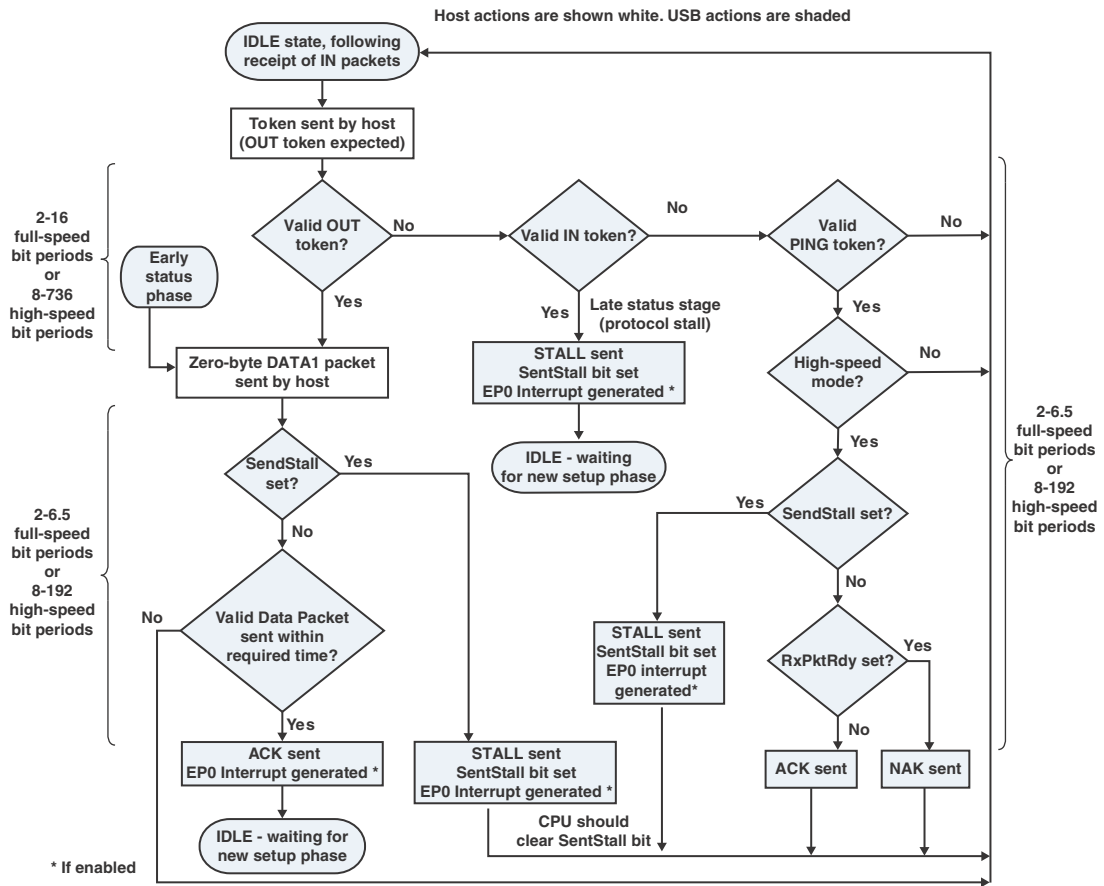 Host actions are shown white. USB actions are shaded
IDLE state, following
receipt of IN packets
Token sent by host
(OUT token expected)
2-16
full-speed
bit periods
or
8-736
high-speed
bit periods
Early
status
phase
Valid OUT
token?
No
Yes
Valid IN token?
No
Yes
Late status stage
(protocol stall)
Valid
PING token?
No
Yes
Zero-byte DATA1 packet
sent by host
STALL sent
SentStall bit set
EP0 Interrupt generated *
IDLE - waiting
for new setup phase
High-speed
mode?
No
Yes
2-6.5
full-speed
bit periods
or
8-192
high-speed
bit periods
SendStall
set?
Yes
No
SendStall set?
Yes
No
2-6.5
full-speed
bit periods
or
8-192
high-speed
bit periods
Valid Data Packet
sent within
required time?
No
Yes
STALL sent
SentStall bit set
EP0 interrupt
generated*
RxPktRdy set?
Yes
No
ACK sent
EP0 Interrupt generated *
STALL sent
SentStall bit set
EP0 Interrupt generated *
ACK sent
NAK sent
IDLE - waiting for
new setup phase
CPU should
clear SentStall bit
* If enabled